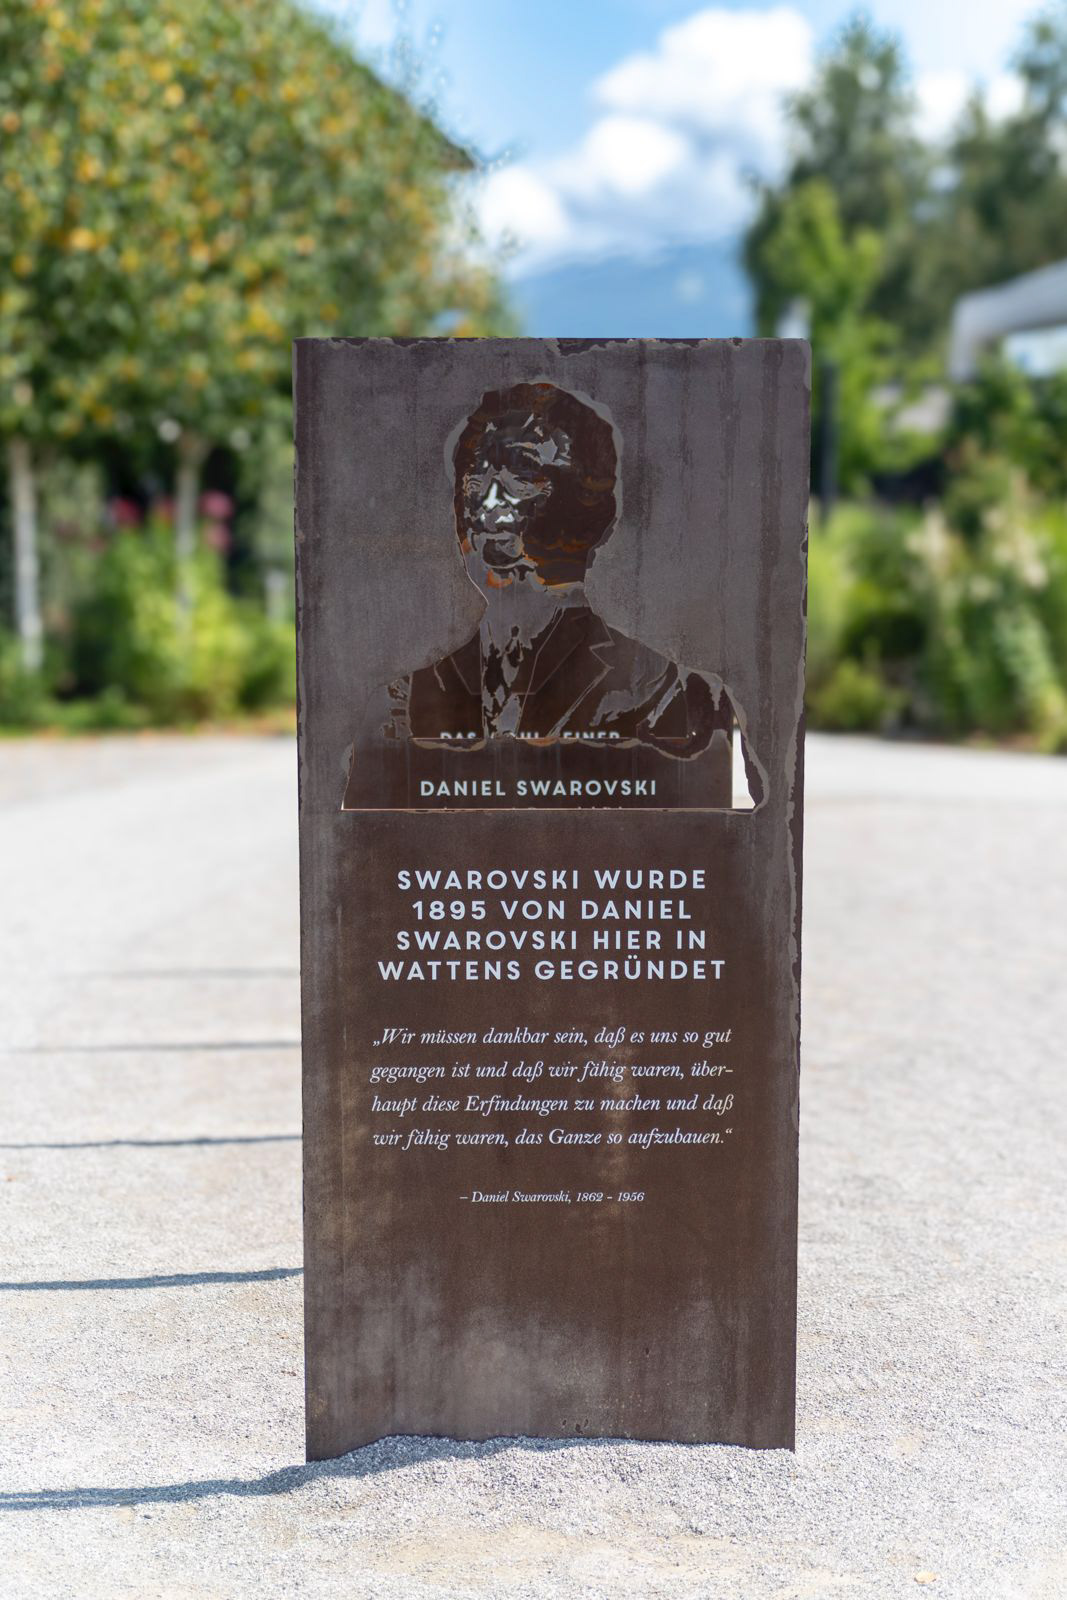 DANIEL SWAROVSKI
SWAROVSKI WURDE
1895 VON DANIEL
SWAROVSKI HIER IN
WATTENS GEGRÜNDET
„Wir müssen dankbar sein, daß es uns so gut
gegangen ist und daß wir fähig waren, über–
haupt diese Erfindungen zu machen und daß
wir fähig waren, das Ganze so aufzubauen.“
– Daniel Swarovski, 1862 – 1956